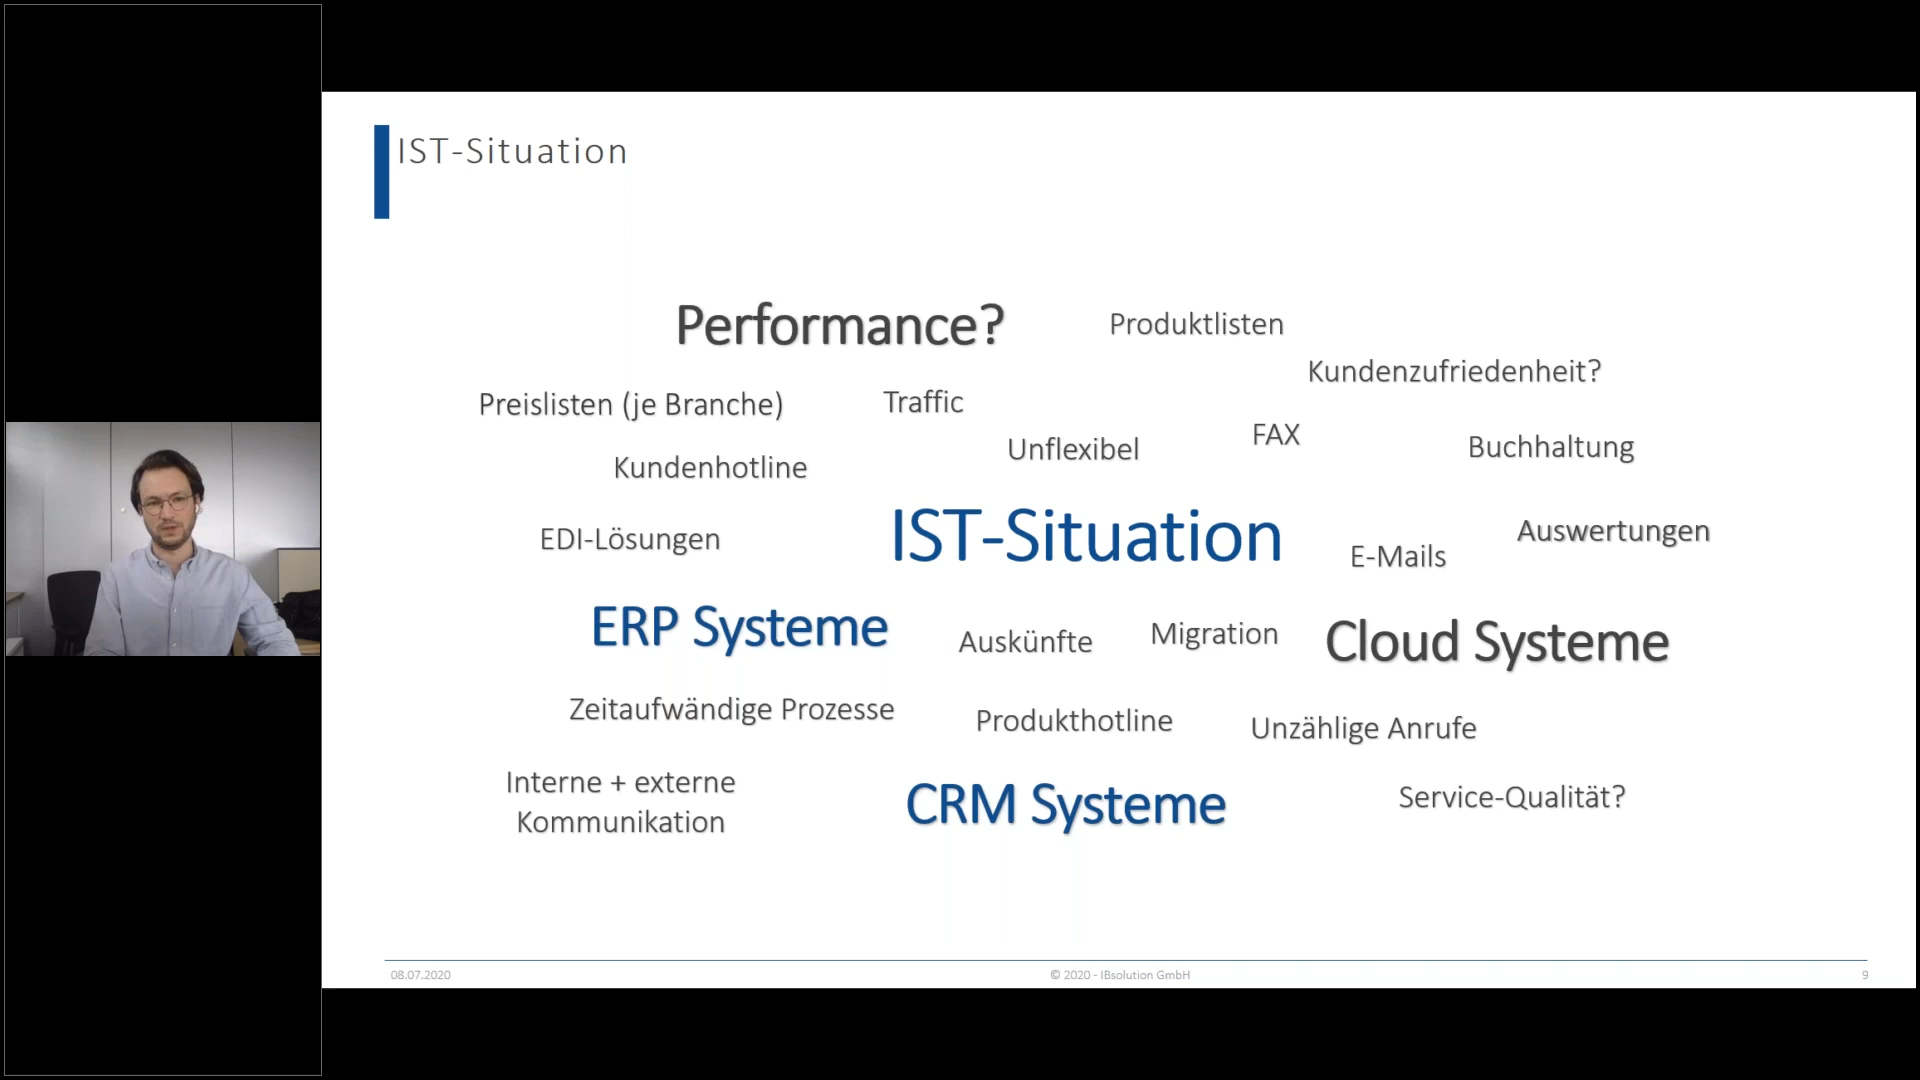 IST-Situation
Performance?
Produktlisten
Kundenzufriedenheit?
Preislisten (je Branche)
Traffic
FAX
Unflexibel
Buchhaltung
Kundenhotline
EDI-Lösungen
IST-Situation
Auswertungen
E-Mails
ERP Systeme
Auskünfte
Migration
Cloud Systeme
Zeitaufwändige Prozesse
Produkthotline
Unzählige Anrufe
Interne + externe
Kommunikation
CRM Systeme
Service-Qualität?
08.07.2020
© 2020 - IBsolution GmbH
9